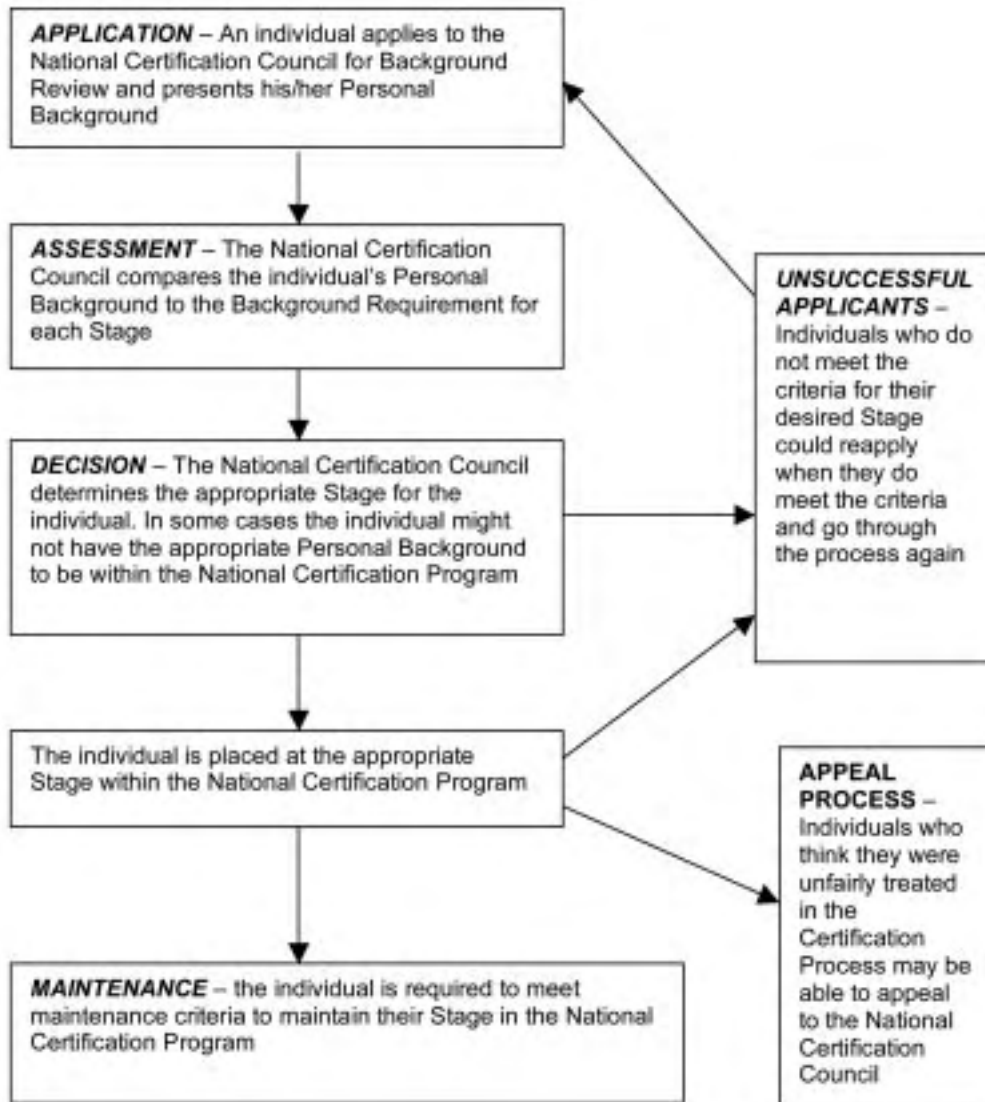 APPLICATION – An individual applies to the
National Certification Council for Background
Review and presents his/her Personal
Background
ASSESSMENT – The National Certification
Council compares the individual's Personal
Background to the Background Requirement for
each Stage
DECISION – The National Certification Council
determines the appropriate Stage for the
individual. In some cases the individual might
not have the appropriate Personal Background
to be within the National Certification Program
The individual is placed at the appropriate
Stage within the National Certification Program
MAINTENANCE – the individual is required to meet
maintenance criteria to maintain their Stage in the National
Certification Program
UNSUCCESSFUL
APPLICANTS –
Individuals who do
not meet the
criteria for their
desired Stage
could reapply
when they do
meet the criteria
and go through
the process again
APPEAL
PROCESS –
Individuals who
think they were
unfairly treated
in the
Certification
Process may be
able to appeal
to the National
Certification
Council